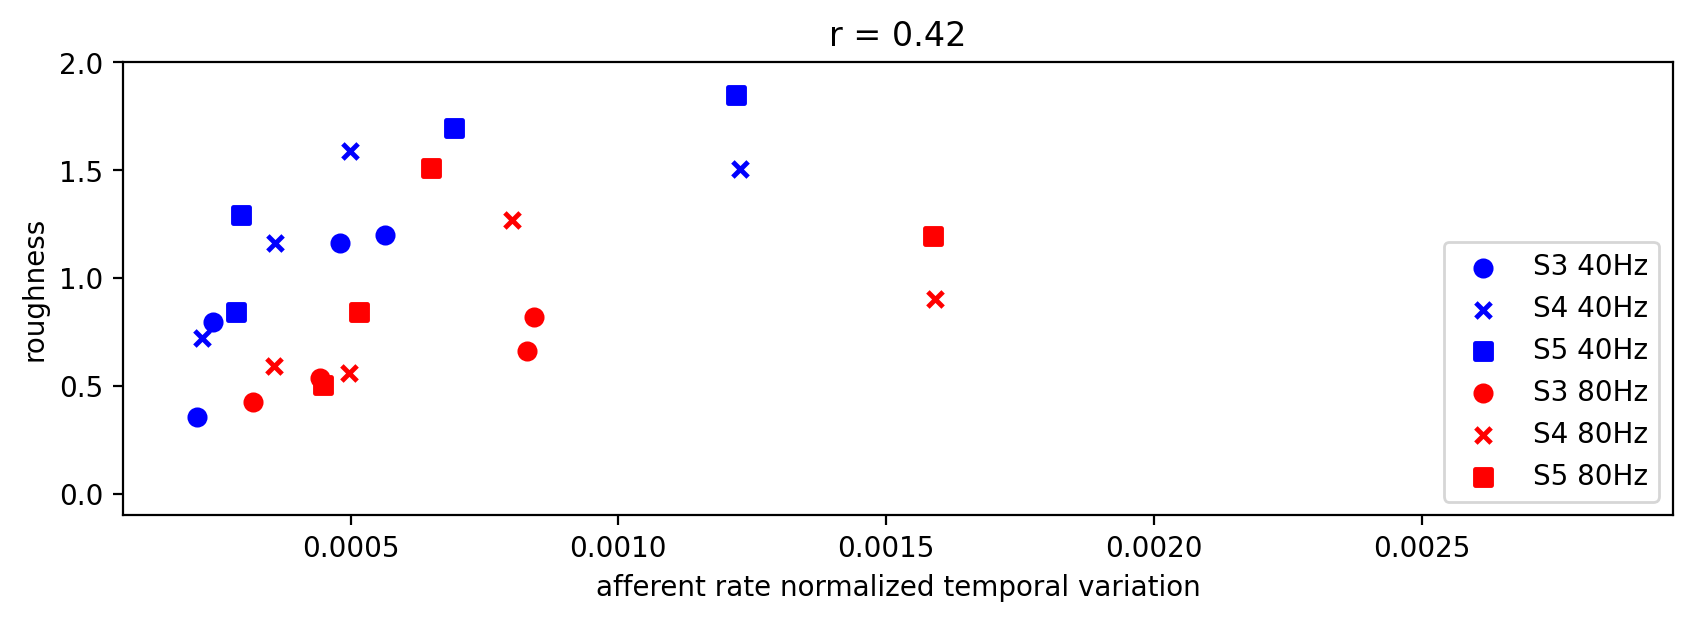 r = 0.42
2.0
1.5
1.0
0.5
0.0
roughness
S3 40Hz
S4 40Hz
S5 40Hz
S3 80Hz
S4 80Hz
S5 80Hz
0.0005 0.0010 0.0015 0.0020 0.0025
afferent rate normalized temporal variation